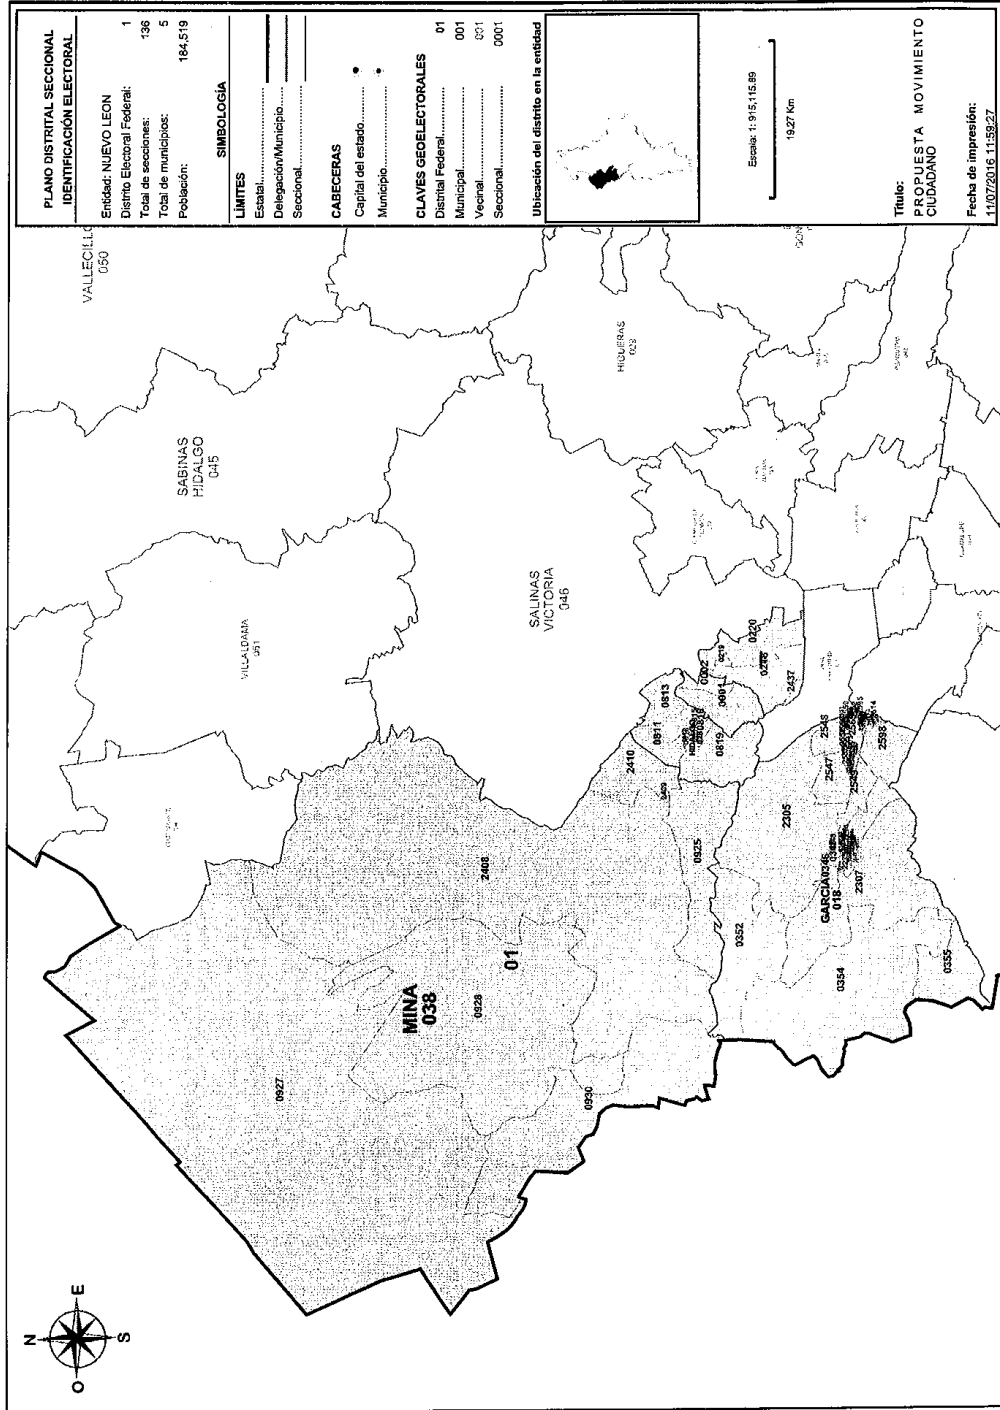 PLANO DISTRITAL SECCIONAL
IDENTIFICACIÓN ELECTORAL
Entidad: NUEVO LEON
Distrito Electoral Federal: 1
Total de secciones: 136
Total de municipios: 5
Población: 184,519
SIMBOLOGÍA
LÍMITES
Estatal
Delegación/Municipio
Seccional
CABECERAS
Capital del estado
Municipio
CLAVES GEOELECTORALES
Distrital Federal 01
Municipal 001
Vecinal 001
Seccional 0001
Ubicación del distrito en la entidad
Escala: 1: 915,115.89
19.27 Km
Título:
PROPUESTA MOVIMIENTO
CIUDADANO
Fecha de impresión:
11/07/2016 11:59:27
N
E
S
O
VALLECILLO
050
SABINAS
HIDALGO
045
VILLALDAMA
051
SALINAS
VICTORIA
046
HIGUERAS
028
MINA
038
01
0927
0928
2408
0930
2410
0925
0811
0813
0819
0002
0001
0219
0220
0246
2437
2305
2547
2548
2307
GARCIA 0346
018
0352
0354
0355